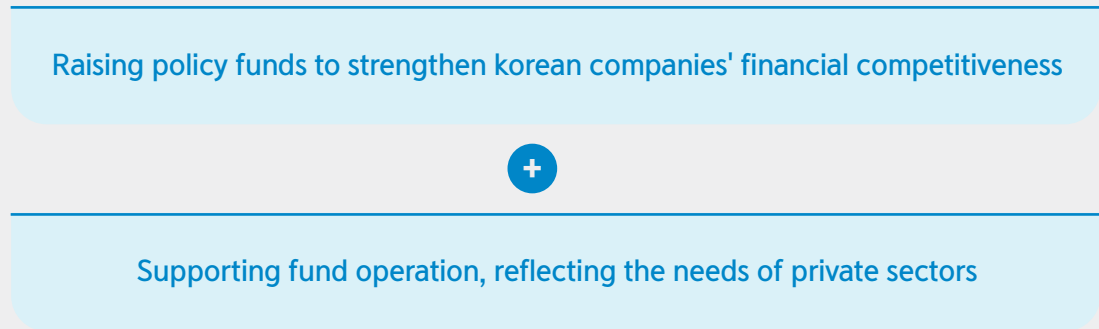 Raising policy funds to strengthen korean companies' financial competitiveness
+
Supporting fund operation, reflecting the needs of private sectors